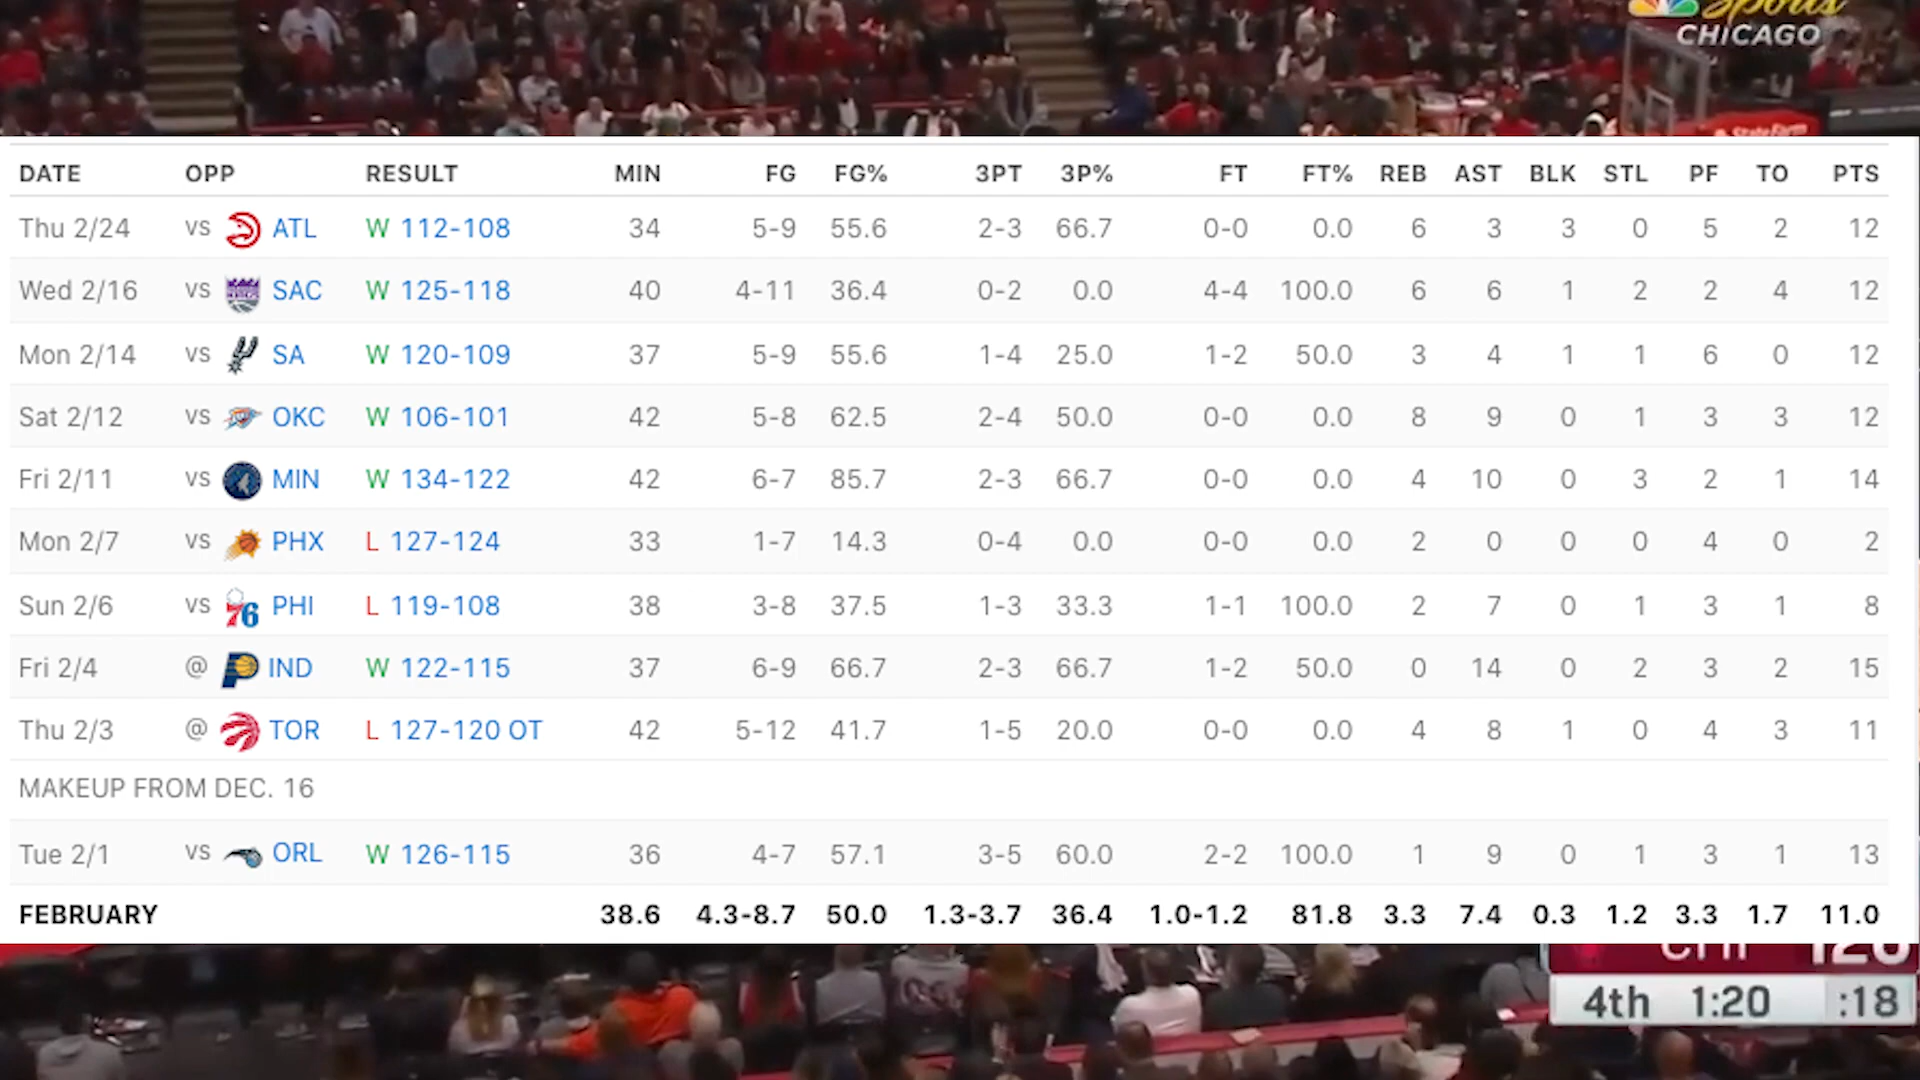 Sports
CHICAGO
State Farm
DATE OPP RESULT MIN FG FG% 3PT 3P% FT FT% REB AST BLK STL PF TO PTS
Thu 2/24 vs ATL W 112-108 34 5-9 55.6 2-3 66.7 0-0 0.0 6 3 3 0 5 2 12
Wed 2/16 vs SAC W 125-118 40 4-11 36.4 0-2 0.0 4-4 100.0 6 6 1 2 2 4 12
Mon 2/14 vs SA W 120-109 37 5-9 55.6 1-4 25.0 1-2 50.0 3 4 1 1 6 0 12
Sat 2/12 vs OKC W 106-101 42 5-8 62.5 2-4 50.0 0-0 0.0 8 9 0 1 3 3 12
Fri 2/11 vs MIN W 134-122 42 6-7 85.7 2-3 66.7 0-0 0.0 4 10 0 3 2 1 14
Mon 2/7 vs PHX L 127-124 33 1-7 14.3 0-4 0.0 0-0 0.0 2 0 0 0 4 0 2
Sun 2/6 vs 76 PHI L 119-108 38 3-8 37.5 1-3 33.3 1-1 100.0 2 7 0 1 3 1 8
Fri 2/4 @ IND W 122-115 37 6-9 66.7 2-3 66.7 1-2 50.0 0 14 0 2 3 2 15
Thu 2/3 @ TOR L 127-120 OT 42 5-12 41.7 1-5 20.0 0-0 0.0 4 8 1 0 4 3 11
MAKEUP FROM DEC. 16
Tue 2/1 vs ORL W 126-115 36 4-7 57.1 3-5 60.0 2-2 100.0 1 9 0 1 3 1 13
FEBRUARY 38.6 4.3-8.7 50.0 1.3-3.7 36.4 1.0-1.2 81.8 3.3 7.4 0.3 1.2 3.3 1.7 11.0
CHI
4th 1:20 :18